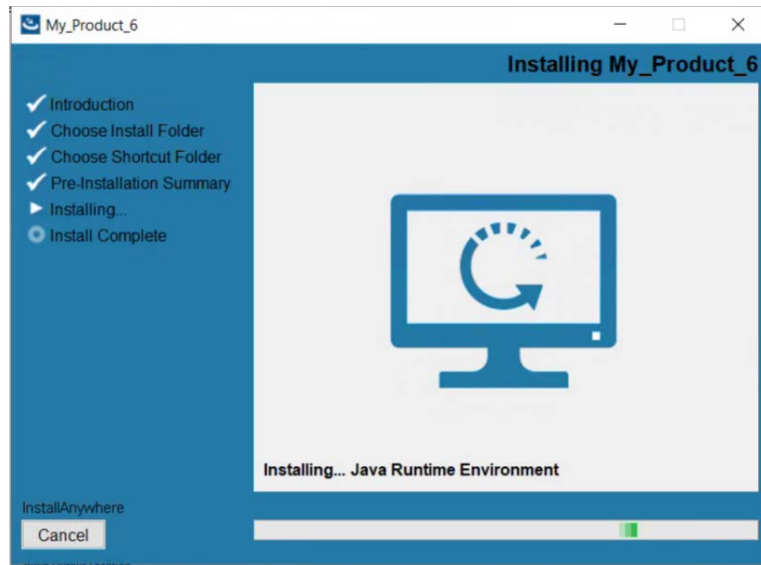 My_Product_6
Installing My_Product_6
Introduction
Choose Install Folder
Choose Shortcut Folder
Pre-Installation Summary
Installing...
Install Complete
Installing... Java Runtime Environment
InstallAnywhere
Cancel